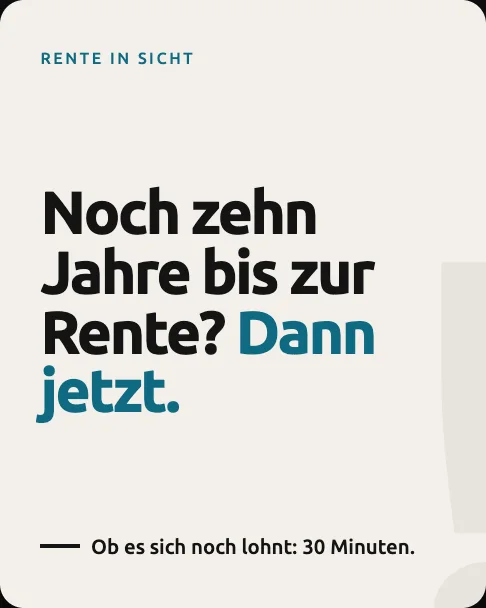 RENTE IN SICHT
Noch zehn
Jahre bis zur
Rente? Dann
jetzt.
Ob es sich noch lohnt: 30 Minuten.